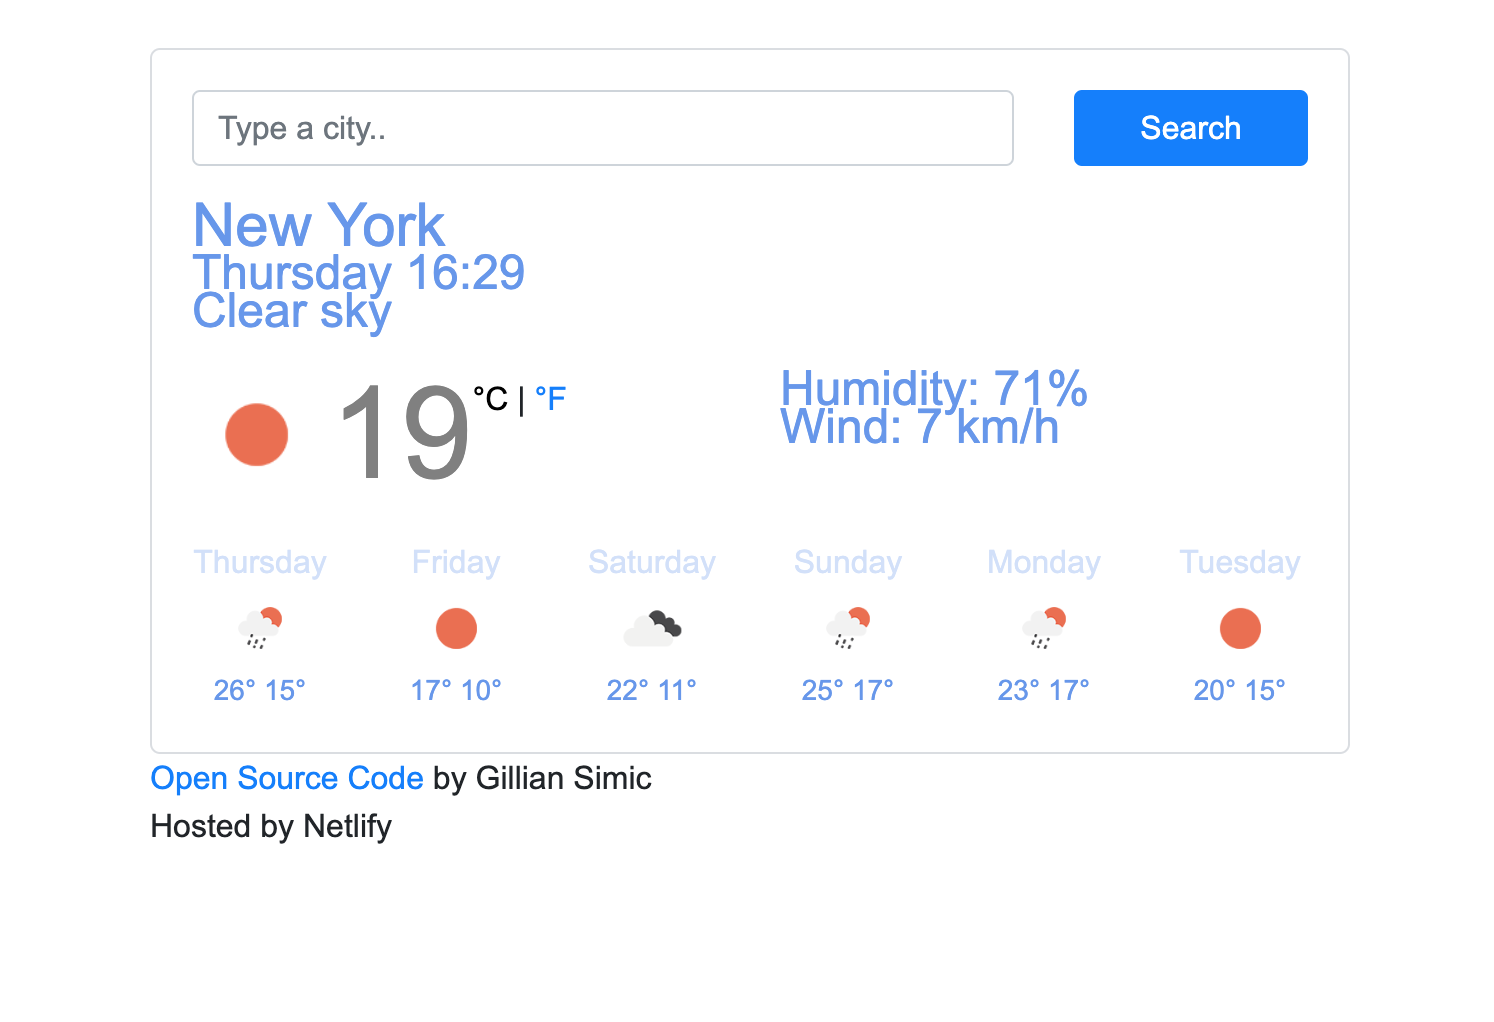 Type a city..
Search
New York
Thursday 16:29
Clear sky
19 °C | °F
Humidity: 71%
Wind: 7 km/h
Thursday Friday Saturday Sunday Monday Tuesday
26° 15° 17° 10° 22° 11° 25° 17° 23° 17° 20° 15°
Open Source Code by Gillian Simic
Hosted by Netlify